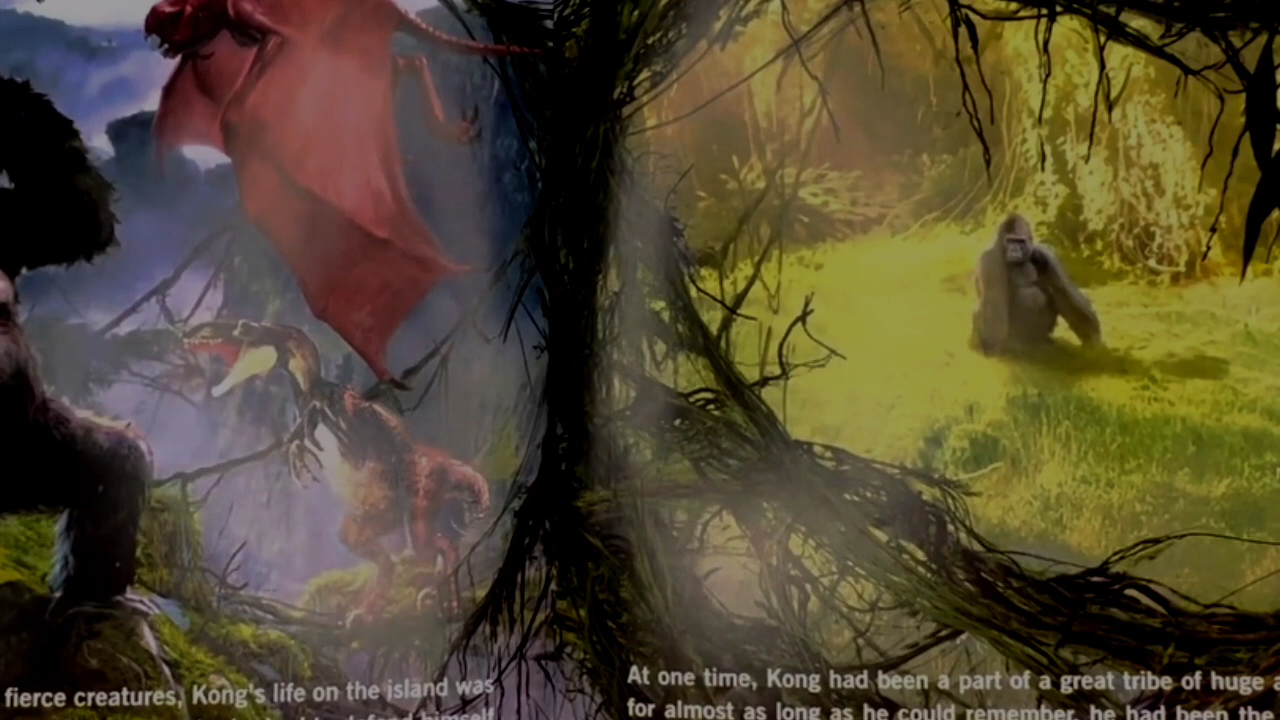 fierce creatures, Kong's life on the island was
himself
At one time, Kong had been a part of a great tribe of huge
for almost as long as he could remember, he had been the